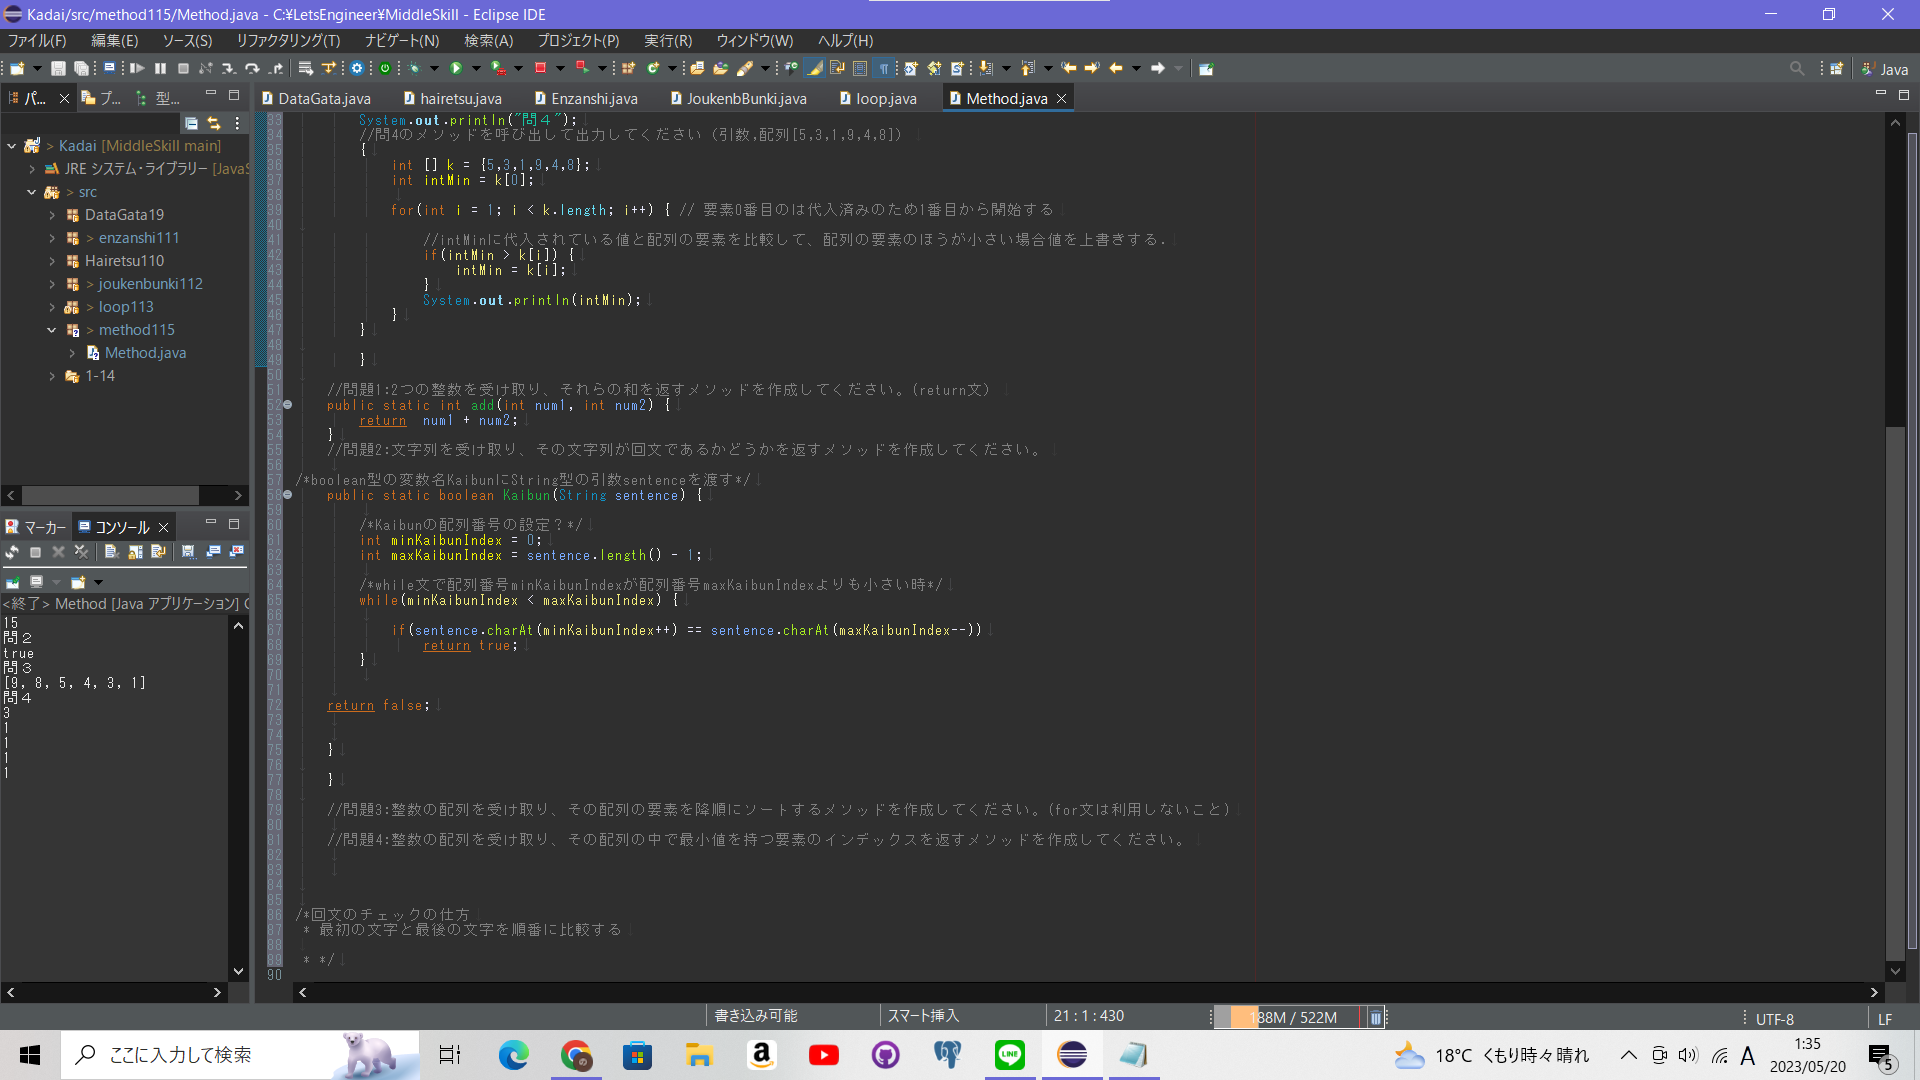 Kadai/src/method115/Method.java - C:¥LetsEngineer¥MiddleSkill - Eclipse IDE
ファイル(F) 編集(E) ソース(S) リファクタリング(T) ナビゲート(N) 検索(A) プロジェクト(P) 実行(R) ウィンドウ(W) ヘルプ(H)
Java
パ... プ... 型...
DataGata.java hairetsu.java Enzanshi.java JoukenbBunki.java loop.java Method.java
> Kadai [MiddleSkill main]
JRE システム・ライブラリー [JavaS
> src
DataGata19
> enzanshi111
Hairetsu110
> joukenbunki112
> loop113
> method115
Method.java
1-14
マーカー コンソール
<終了> Method [Java アプリケーション] C
15
問２
true
問３
[9, 8, 5, 4, 3, 1]
問４
3
1
1
1
1
33 System.out.println("問４");
34 //問4のメソッドを呼び出して出力してください（引数,配列[5,3,1,9,4,8]）
35 {
36 int [] k = {5,3,1,9,4,8};
37 int intMin = k[0];
38
39 for(int i = 1; i < k.length; i++) { // 要素0番目のは代入済みのため1番目から開始する
40
41 //intMinに代入されている値と配列の要素を比較して、配列の要素のほうが小さい場合値を上書きする.
42 if(intMin > k[i]) {
43 intMin = k[i];
44 }
45 System.out.println(intMin);
46 }
47 }
48
49 }
50
51 //問題1:2つの整数を受け取り、それらの和を返すメソッドを作成してください。(return文)
52 public static int add(int num1, int num2) {
53 return num1 + num2;
54 }
55 //問題2:文字列を受け取り、その文字列が回文であるかどうかを返すメソッドを作成してください。
56
57 /*boolean型の変数名KaibunにString型の引数sentenceを渡す*/
58 public static boolean Kaibun(String sentence) {
59
60 /*Kaibunの配列番号の設定？*/
61 int minKaibunIndex = 0;
62 int maxKaibunIndex = sentence.length() - 1;
63
64 /*while文で配列番号minKaibunIndexが配列番号maxKaibunIndexよりも小さい時*/
65 while(minKaibunIndex < maxKaibunIndex) {
66
67 if(sentence.charAt(minKaibunIndex++) == sentence.charAt(maxKaibunIndex--))
68 return true;
69 }
70
71
72 return false;
73
74
75 }
76
77 }
78
79 //問題3:整数の配列を受け取り、その配列の要素を降順にソートするメソッドを作成してください。(for文は利用しないこと)
80
81 //問題4:整数の配列を受け取り、その配列の中で最小値を持つ要素のインデックスを返すメソッドを作成してください。
82
83
84
85
86 /*回文のチェックの仕方
87 * 最初の文字と最後の文字を順番に比較する
88
89 * */
90
書き込み可能 スマート挿入 21 : 1 : 430 188M / 522M UTF-8 LF
ここに入力して検索
18°C くもり時々晴れ A 1:35
2023/05/20
5